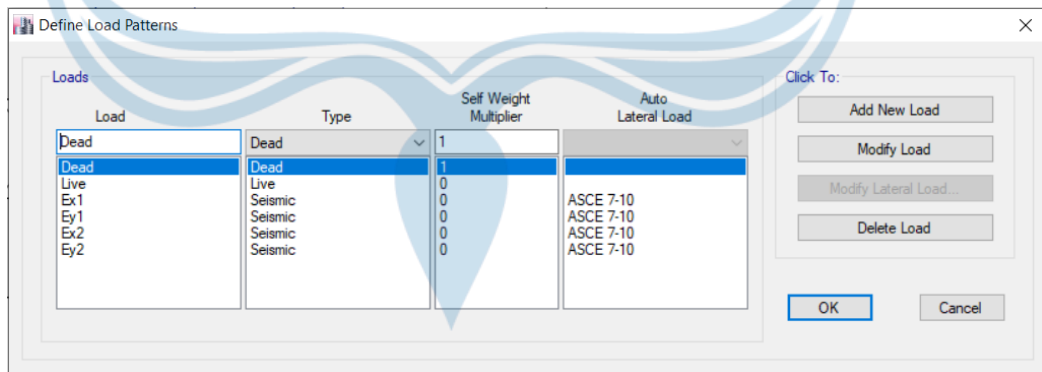 Define Load Patterns
Loads
Click To:
Load Type Self Weight Multiplier Auto Lateral Load
Dead Dead 1
Dead Dead 1
Live Live 0
Ex1 Seismic 0 ASCE 7-10
Ey1 Seismic 0 ASCE 7-10
Ex2 Seismic 0 ASCE 7-10
Ey2 Seismic 0 ASCE 7-10
Add New Load
Modify Load
Modify Lateral Load...
Delete Load
OK Cancel